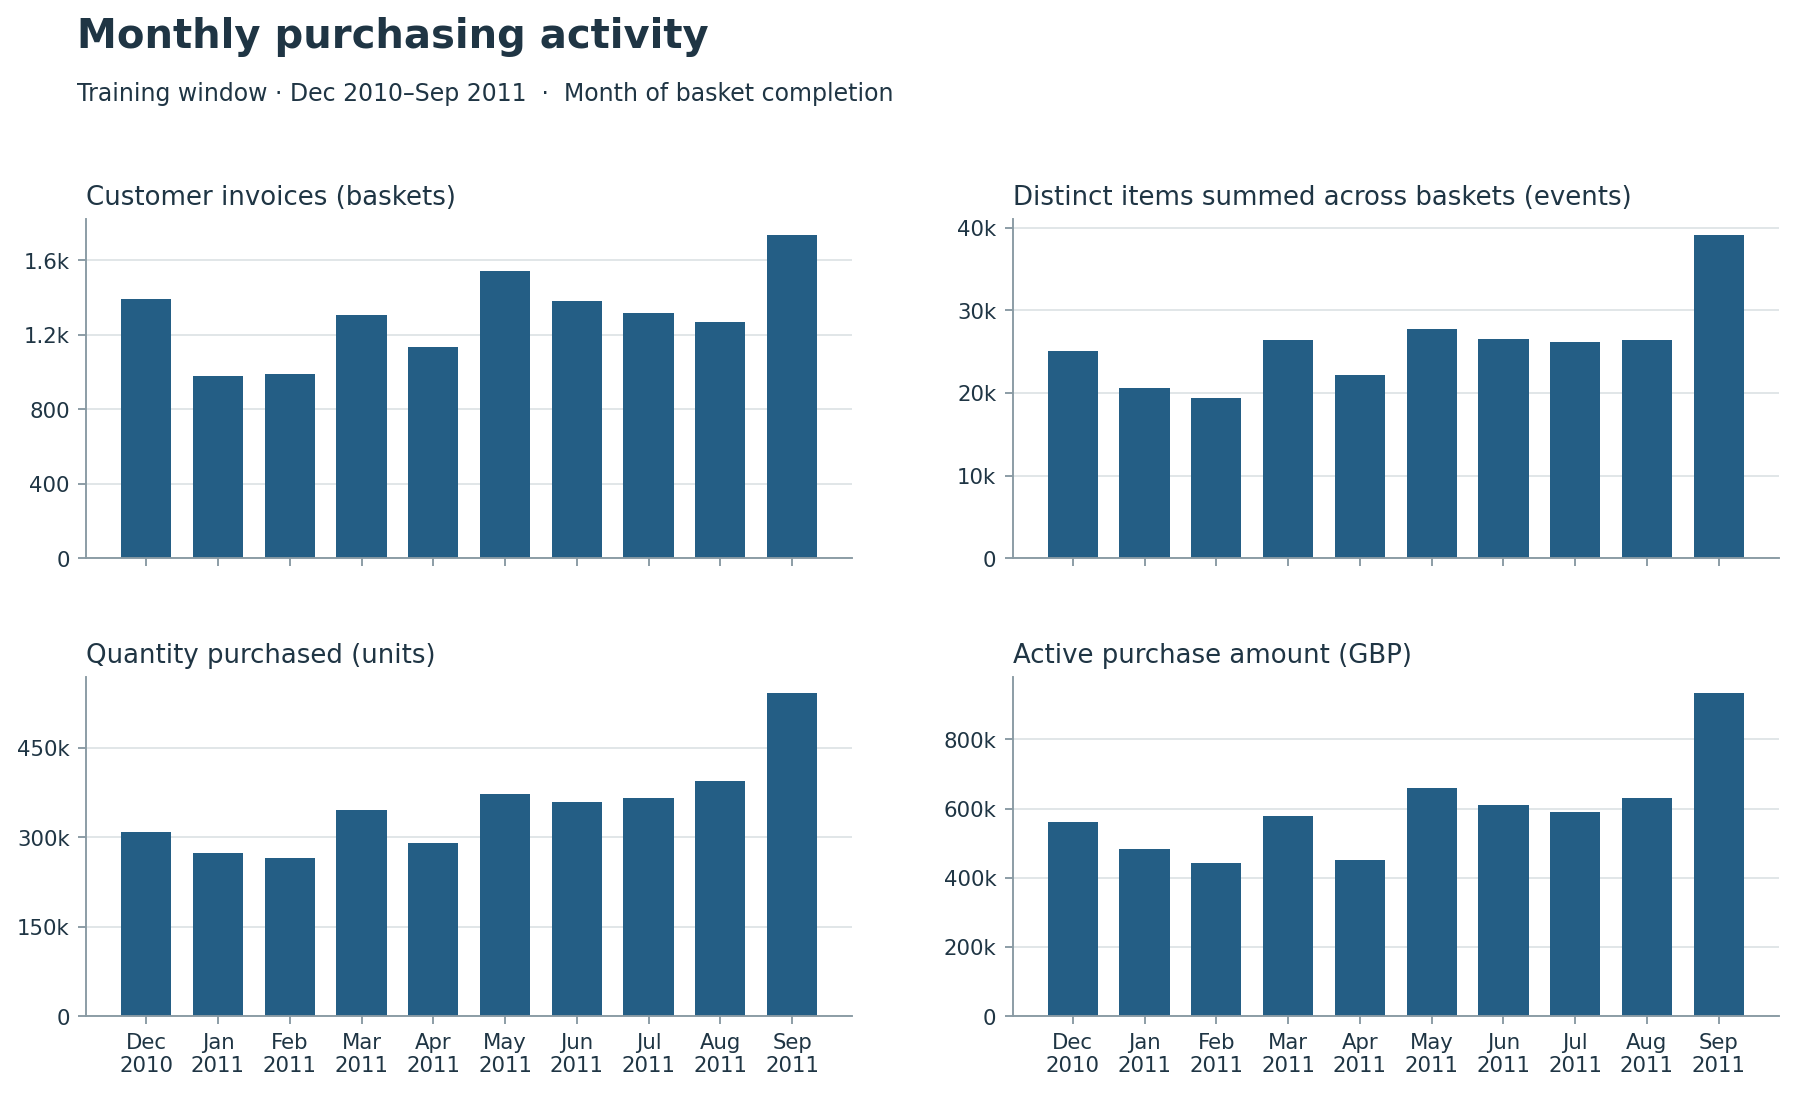 Monthly purchasing activity
Training window · Dec 2010–Sep 2011 · Month of basket completion
Customer invoices (baskets)
1.6k
1.2k
800
400
0
Distinct items summed across baskets (events)
40k
30k
20k
10k
0
Quantity purchased (units)
450k
300k
150k
0
Dec Jan Feb Mar Apr May Jun Jul Aug Sep
2010 2011 2011 2011 2011 2011 2011 2011 2011 2011
Active purchase amount (GBP)
800k
600k
400k
200k
0
Dec Jan Feb Mar Apr May Jun Jul Aug Sep
2010 2011 2011 2011 2011 2011 2011 2011 2011 2011